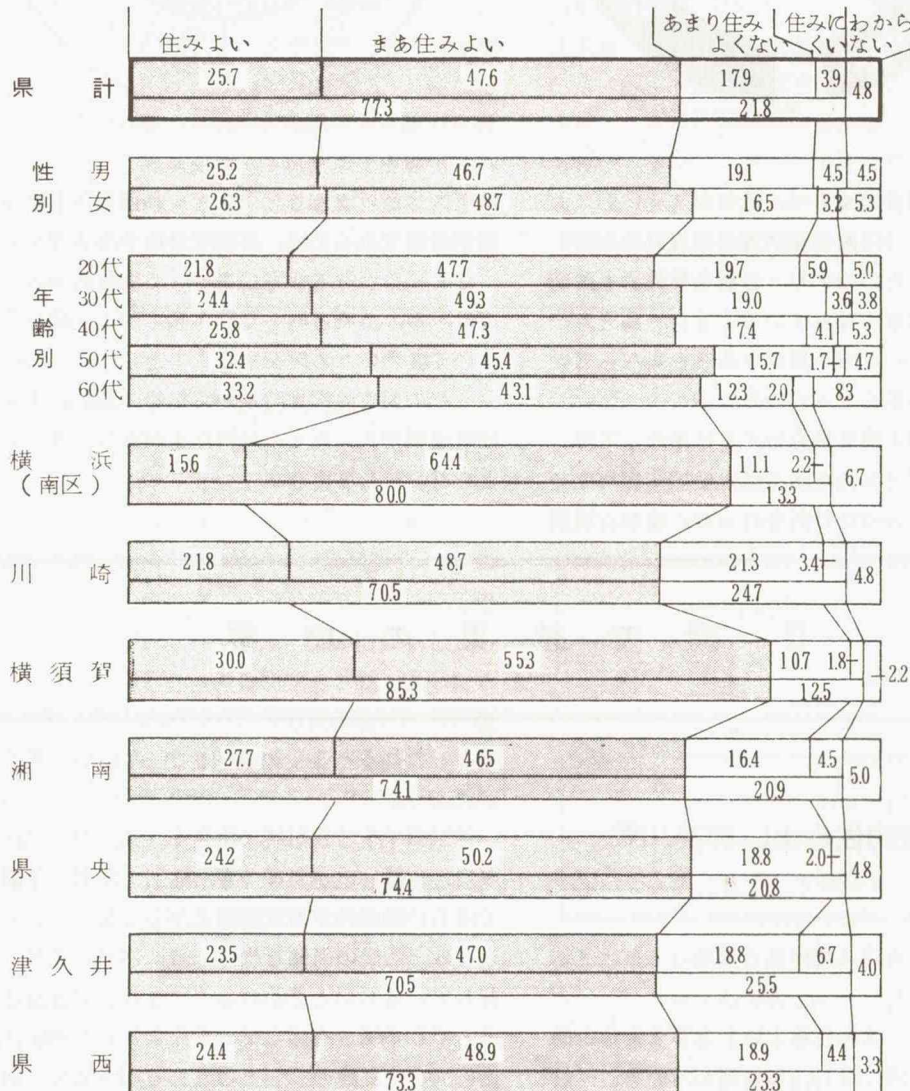 住みよい まあ住みよい あまり住みよくない 住みにくい わからない
県計 25.7 47.6 17.9 3.9 4.8
77.3 21.8
性別
男 25.2 46.7 19.1 4.5 4.5
女 26.3 48.7 16.5 3.2 5.3
年齢別
20代 21.8 47.7 19.7 5.9 5.0
30代 24.4 49.3 19.0 3.6 3.8
40代 25.8 47.3 17.4 4.1 5.3
50代 32.4 45.4 15.7 1.7 4.7
60代 33.2 43.1 12.3 2.0 8.3
横浜 15.6 64.4 11.1 2.2 6.7
(南区) 80.0 13.3
川崎 21.8 48.7 21.3 3.4 4.8
70.5 24.7
横須賀 30.0 55.3 10.7 1.8 2.2
85.3 12.5
湘南 27.7 46.5 16.4 4.5 5.0
74.1 20.9
県央 24.2 50.2 18.8 2.0 4.8
74.4 20.8
津久井 23.5 47.0 18.8 6.7 4.0
70.5 25.5
県西 24.4 48.9 18.9 4.4 3.3
73.3 23.3